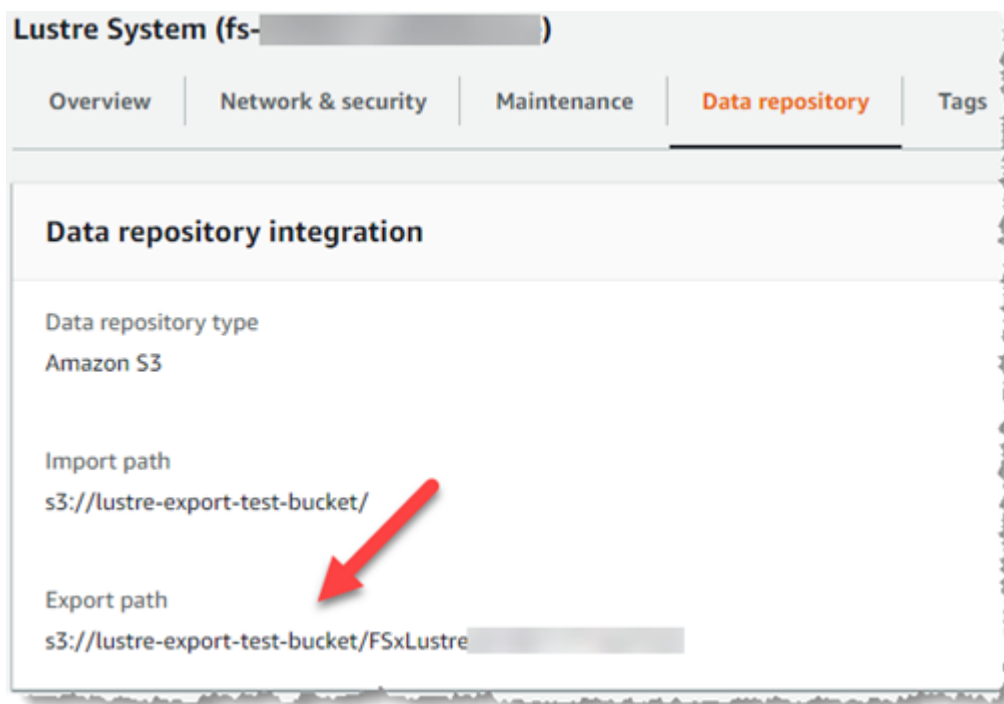 Lustre System (fs- )
Overview Network & security Maintenance Data repository Tags
Data repository integration
Data repository type
Amazon S3
Import path
s3://lustre-export-test-bucket/
Export path
s3://lustre-export-test-bucket/FSxLustre